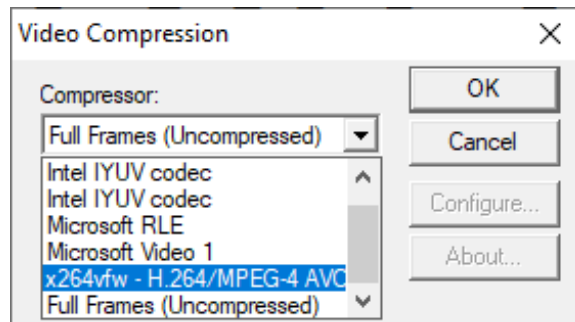 Video Compression
Compressor:
Full Frames (Uncompressed)
Intel IYUV codec
Intel IYUV codec
Microsoft RLE
Microsoft Video 1
x264vfw - H.264/MPEG-4 AVC
Full Frames (Uncompressed)
OK
Cancel
Configure...
About...